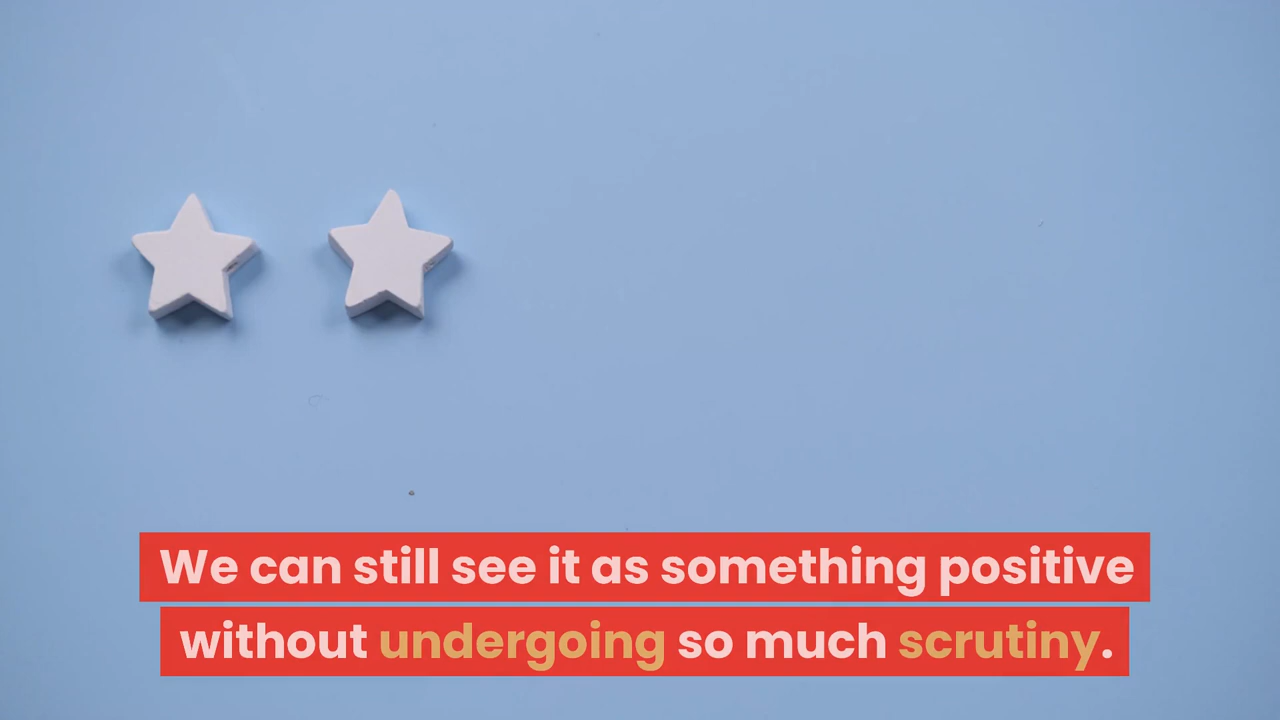 We can still see it as something positive
without undergoing so much scrutiny.